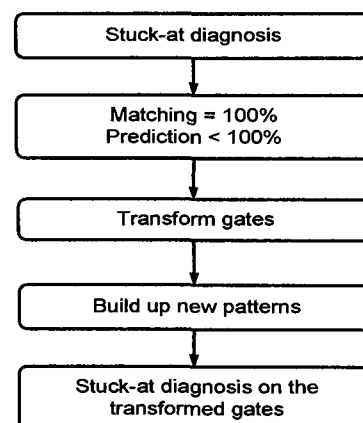 Stuck-at diagnosis
Matching = 100%
Prediction < 100%
Transform gates
Build up new patterns
Stuck-at diagnosis on the
transformed gates